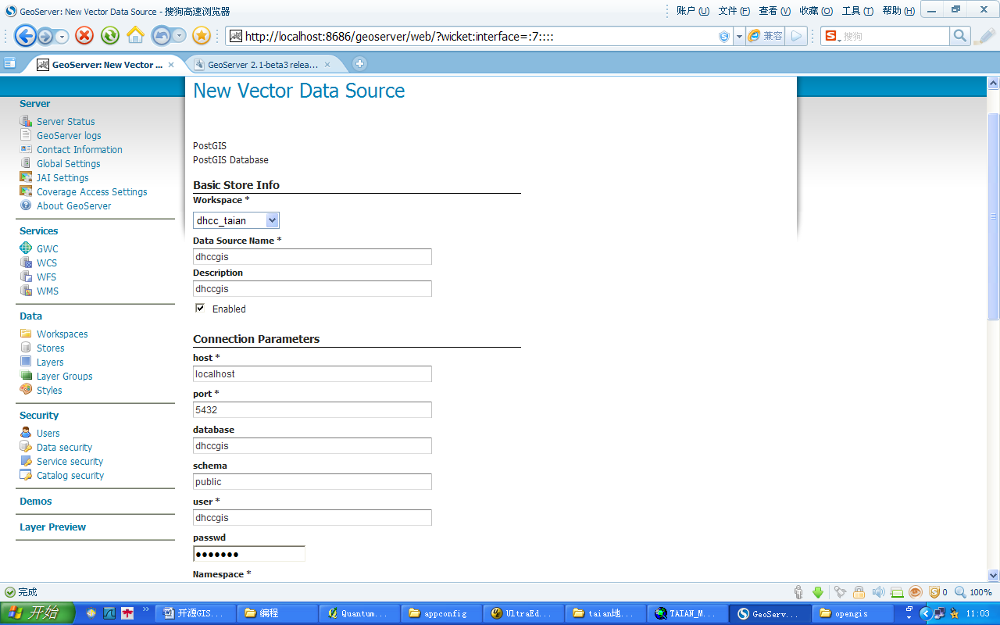 GeoServer: New Vector Data Source - 搜狗高速浏览器
账户 (U) 文件 (F) 查看 (V) 收藏 (O) 工具 (T) 帮助 (H)
http://localhost:8686/geoserver/web/?wicket:interface=:7::::
兼容
搜狗
GeoServer: New Vector ...
GeoServer 2.1-beta3 relea...
New Vector Data Source
Server
Server Status
GeoServer logs
Contact Information
Global Settings
JAI Settings
Coverage Access Settings
About GeoServer
Services
GWC
WCS
WFS
WMS
Data
Workspaces
Stores
Layers
Layer Groups
Styles
Security
Users
Data security
Service security
Catalog security
Demos
Layer Preview
PostGIS
PostGIS Database
Basic Store Info
Workspace *
dhcc_taian
Data Source Name *
dhccgis
Description
dhccgis
Enabled
Connection Parameters
host *
localhost
port *
5432
database
dhccgis
schema
public
user *
dhccgis
passwd
●●●●●●●
Namespace *
完成
0
100%
开始
开源GIS...
编程
Quantum...
appconfig
UltraEd...
taian地...
TAIAN_M...
GeoServ...
opengis
11:03